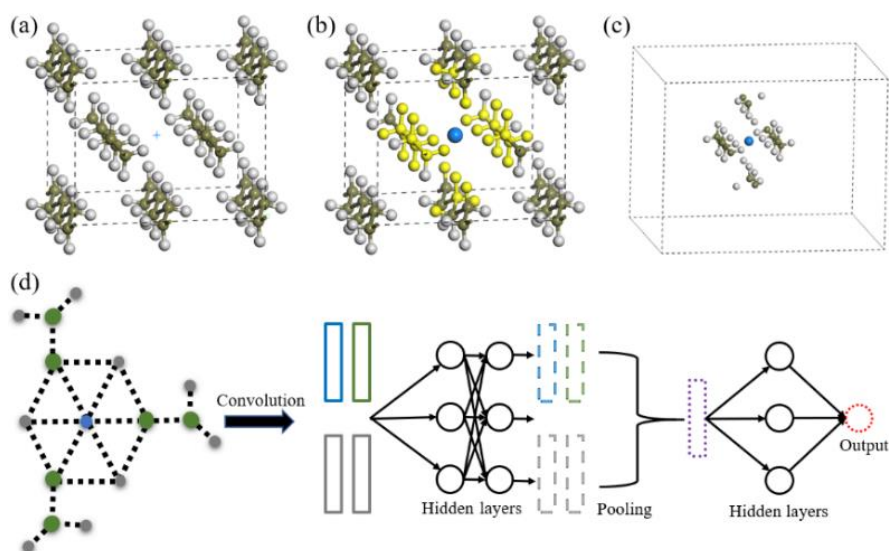 (a)
(b)
(c)
(d)
Convolution
Hidden layers
Pooling
Hidden layers
Output